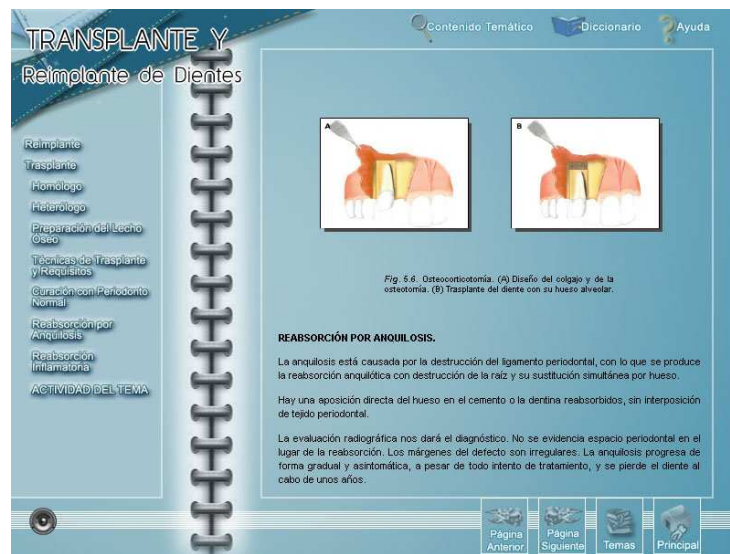 TRANSPLANTE Y
Reimplante de Dientes
Contenido Temático
Diccionario
Ayuda
Reimplante
Trasplante
Homólogo
Heterólogo
Preparación del Lecho
Óseo
Técnicas de Trasplante
y Requisitos
Curación con Periodonto
Normal
Reabsorción por
Anquilosis
Reabsorción
Inflamatoria
ACTIVIDAD DEL TEMA
A
B
Fig. 5.6. Osteocorticotomía. (A) Diseño del colgajo y de la
osteotomía. (B) Trasplante del diente con su hueso alveolar.
REABSORCIÓN POR ANQUILOSIS.
La anquilosis está causada por la destrucción del ligamento periodontal, con lo que se produce
la reabsorción anquilótica con destrucción de la raíz y su sustitución simultánea por hueso.
Hay una aposición directa del hueso en el cemento o la dentina reabsorbidos, sin interposición
de tejido periodontal.
La evaluación radiográfica nos dará el diagnóstico. No se evidencia espacio periodontal en el
lugar de la reabsorción. Los márgenes del defecto son irregulares. La anquilosis progresa de
forma gradual y asintomática, a pesar de todo intento de tratamiento, y se pierde el diente al
cabo de unos años.
Página
Anterior
Página
Siguiente
Temas
Principal